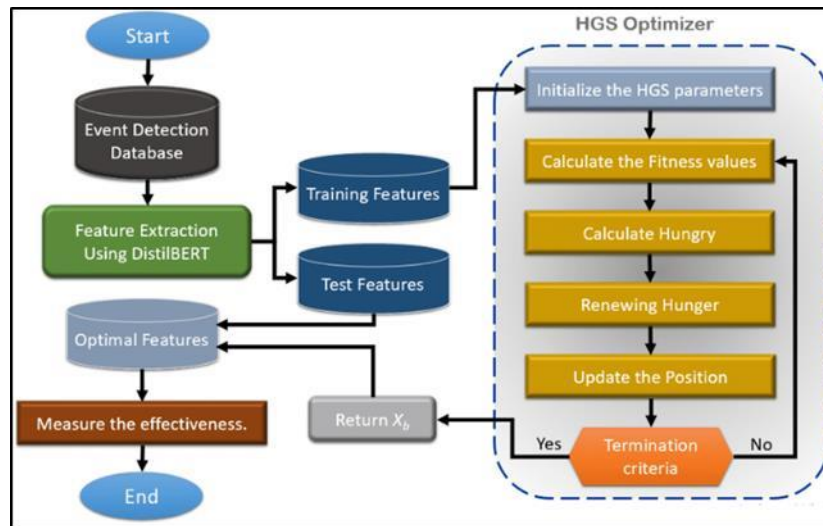 HGS Optimizer
Start
Event Detection
Database
Feature Extraction
Using DistilBERT
Training Features
Test Features
Optimal Features
Measure the effectiveness.
End
Initialize the HGS parameters
Calculate the Fitness values
Calculate Hungry
Renewing Hunger
Update the Position
Termination
criteria
Yes
No
Return X_b